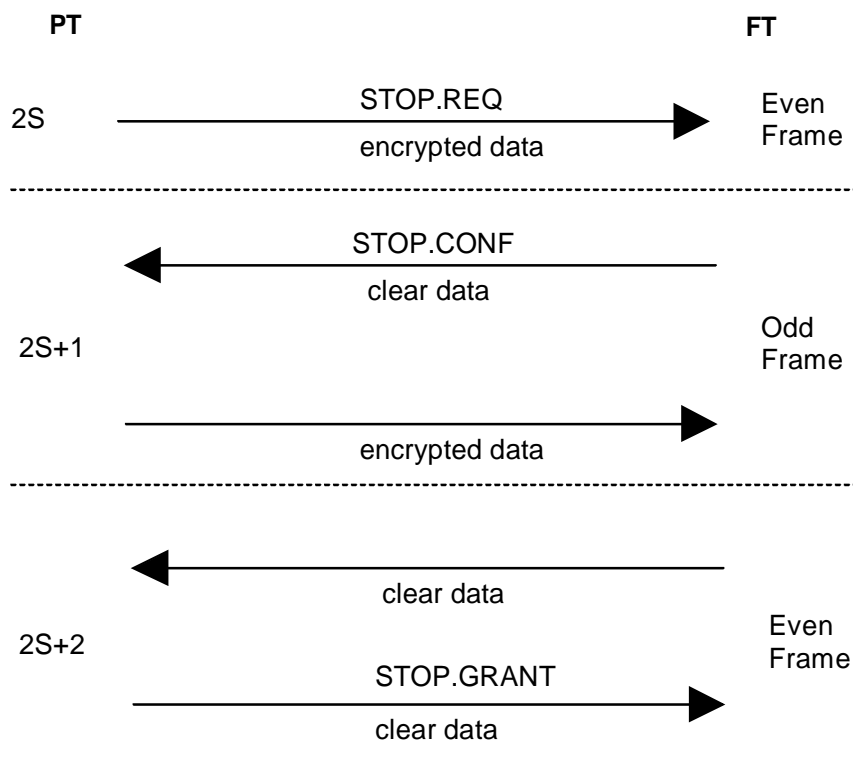 PT FT
STOP.REQ
2S
Even
Frame
encrypted data
STOP.CONF
clear data
2S+1
Odd
Frame
encrypted data
clear data
2S+2
Even
Frame
STOP.GRANT
clear data